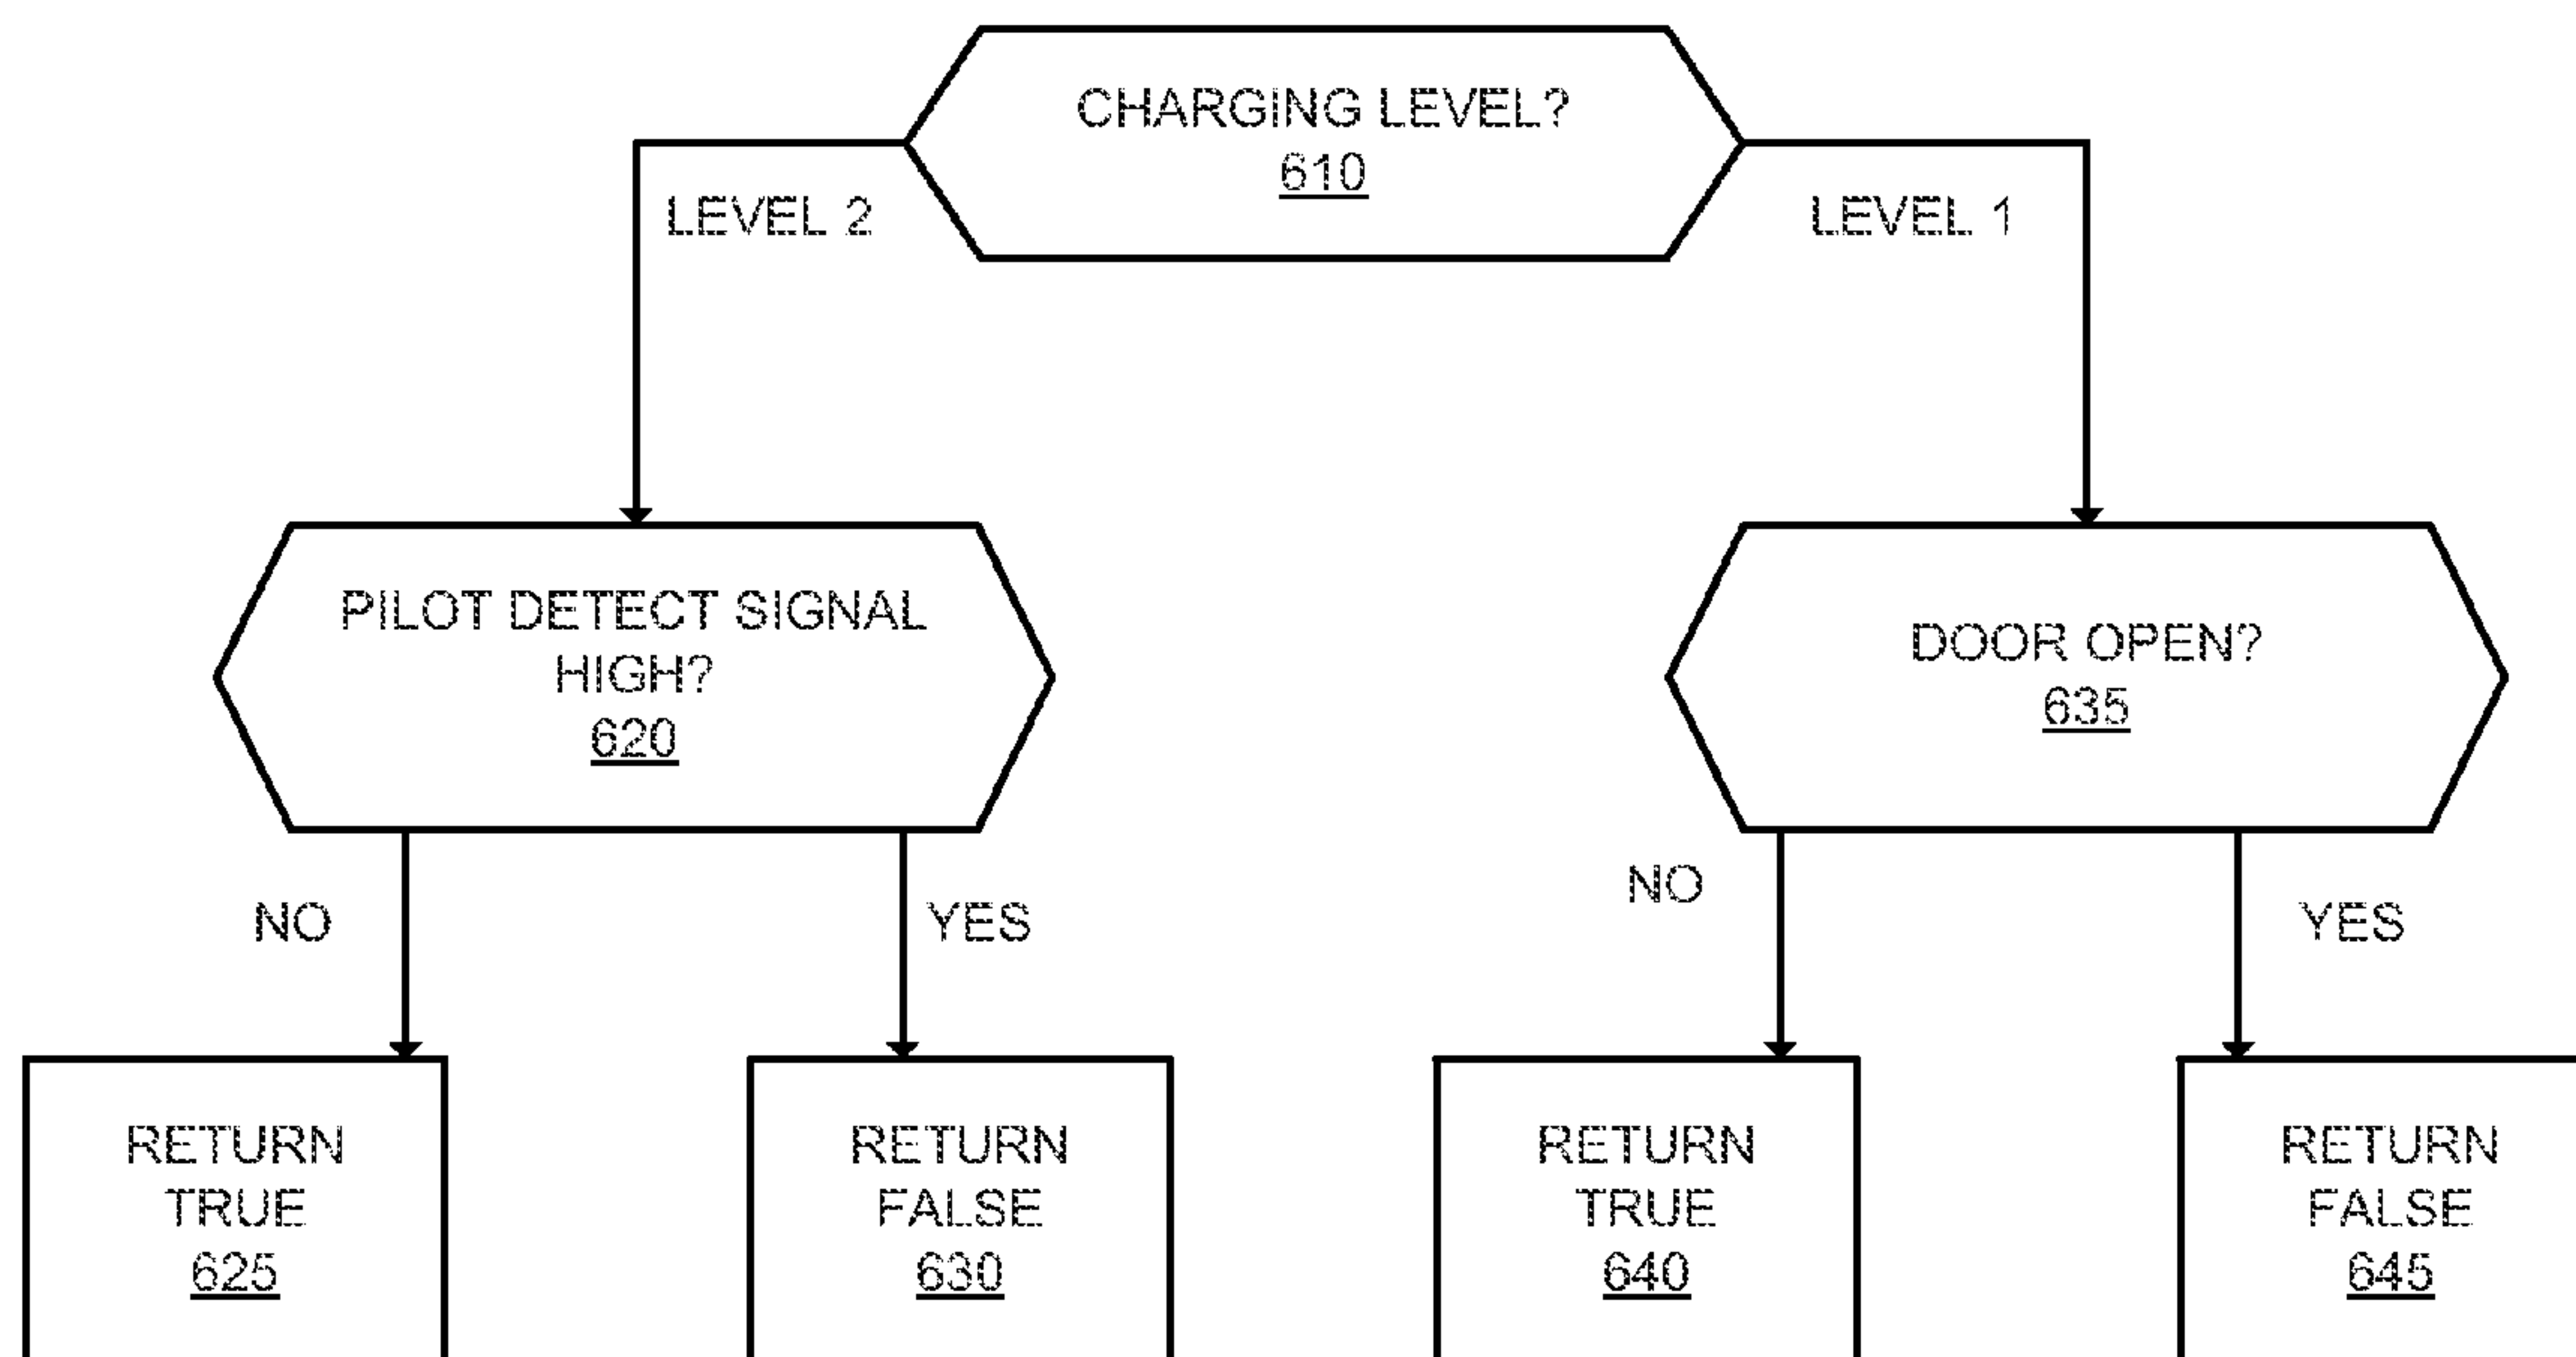 CHARGING LEVEL?
610
LEVEL 2
LEVEL 1
PILOT DETECT SIGNAL
HIGH?
620
DOOR OPEN?
635
NO
YES
NO
YES
RETURN
TRUE
625
RETURN
FALSE
630
RETURN
TRUE
640
RETURN
FALSE
645